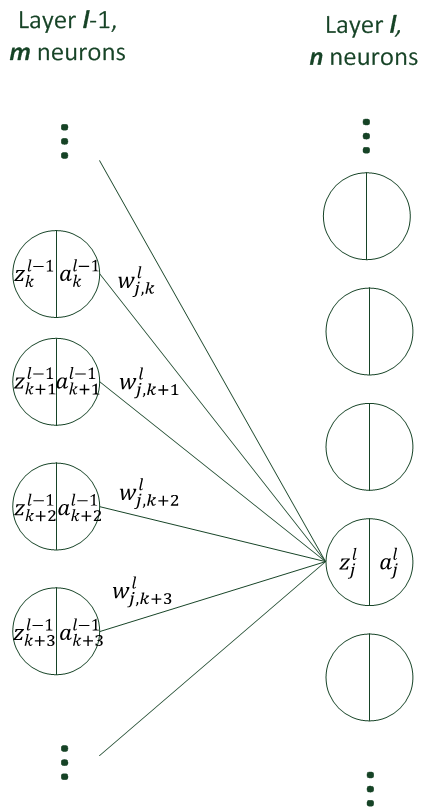 Layer l-1,
m neurons
Layer l,
n neurons
z_k^{l−1} a_k^{l−1}
w_{j,k}^l
z_{k+1}^{l−1} a_{k+1}^{l−1}
w_{j,k+1}^l
z_{k+2}^{l−1} a_{k+2}^{l−1}
w_{j,k+2}^l
z_j^l a_j^l
z_{k+3}^{l−1} a_{k+3}^{l−1}
w_{j,k+3}^l